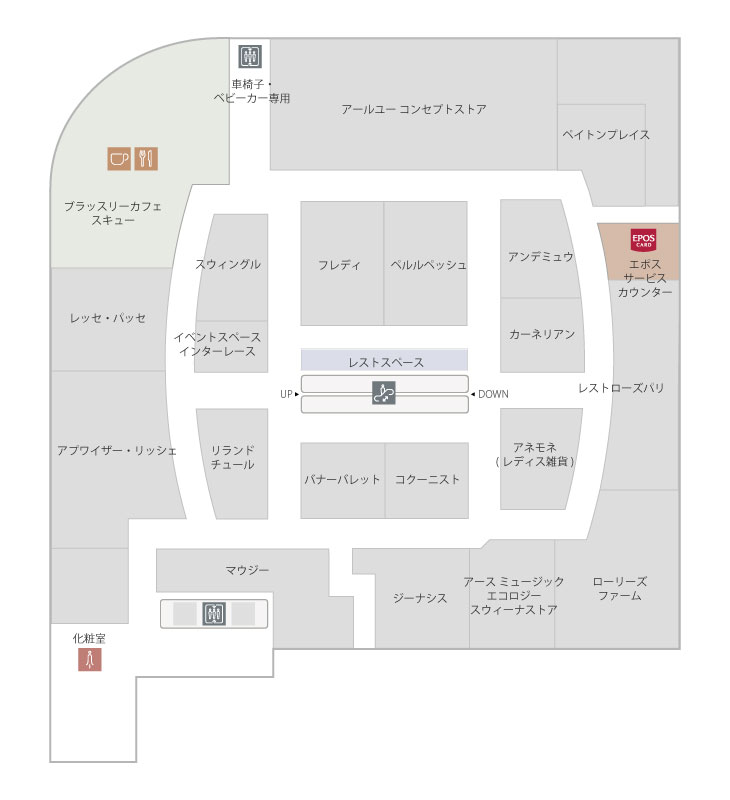 車椅子・
ベビーカー専用
アールユー コンセプトストア
ペイトンプレイス
ブラッスリーカフェ
スキュー
スウィングル
フレディ
ベルルペッシュ
アンデミュウ
EPOS
CARD
エポス
サービス
カウンター
レッセ・パッセ
イベントスペース
インターレース
カーネリアン
レストスペース
UP
DOWN
レストローズパリ
アプワイザー・リッシェ
リランド
チュール
バナーバレット
コクーニスト
アネモネ
(レディス雑貨)
マウジー
ジーナシス
アース ミュージック
エコロジー
スウィーナストア
ローリーズ
ファーム
化粧室